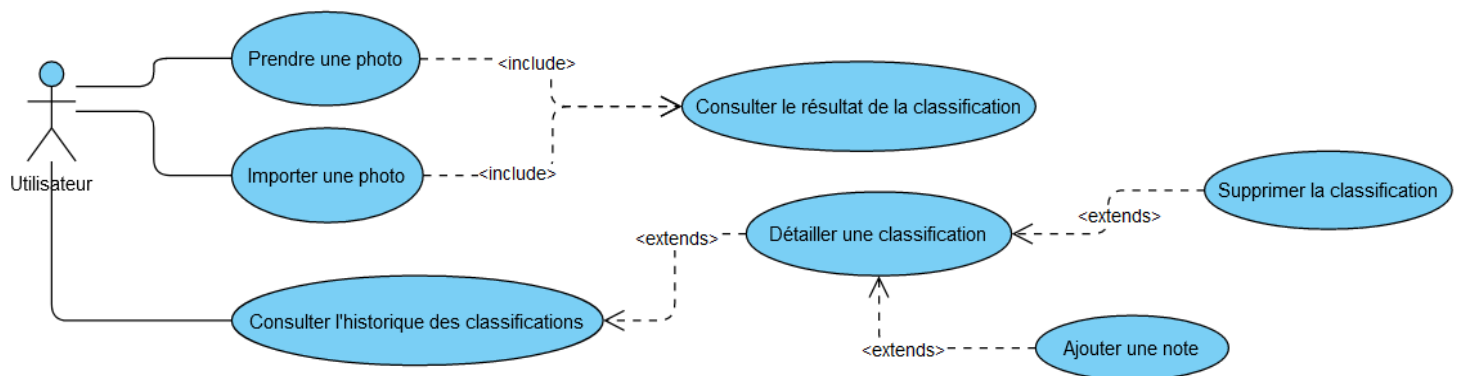 Prendre une photo
<include>
Consulter le résultat de la classification
Utilisateur
Importer une photo
<include>
Supprimer la classification
<extends>
Détailler une classification
<extends>
Consulter l'historique des classifications
<extends>
Ajouter une note